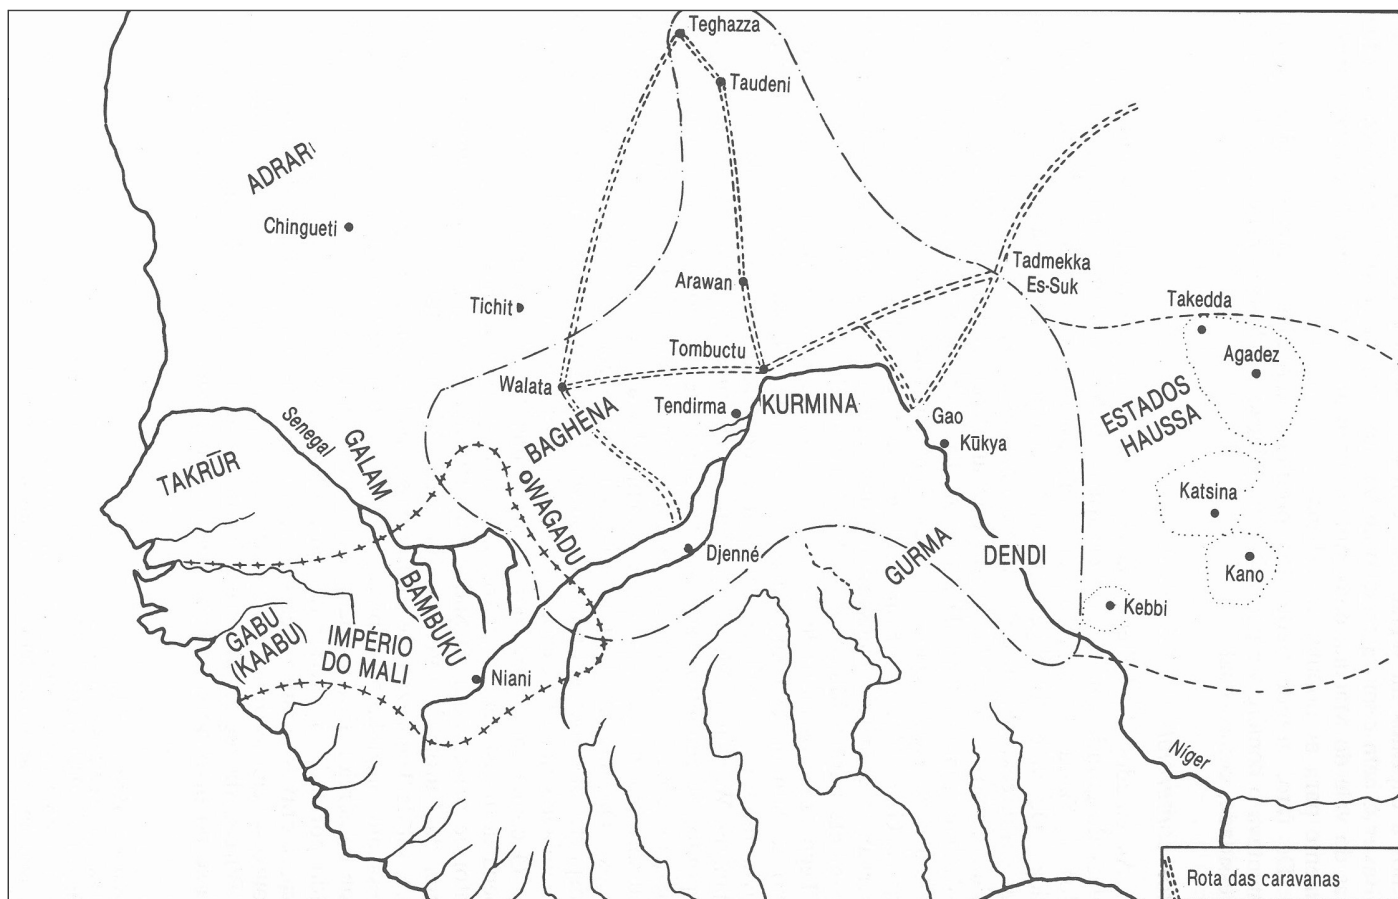 Teghazza
Taudeni
ADRAR
Chingueti
Tadmekka
Es-Suk
Arawan
Tichit
Takedda
Tombuctu
Agadez
Walata
Tendirma
KURMINA
ESTADOS
HAUSSA
BAGHENA
Gao
Kūkya
Senegal
GALAM
TAKRŪR
WAGADU
Katsina
Djenné
GURMA
DENDI
Kano
BAMBUKU
Kebbi
GABU
(KAABU)
IMPÉRIO
DO MALI
Niani
Níger
Rota das caravanas